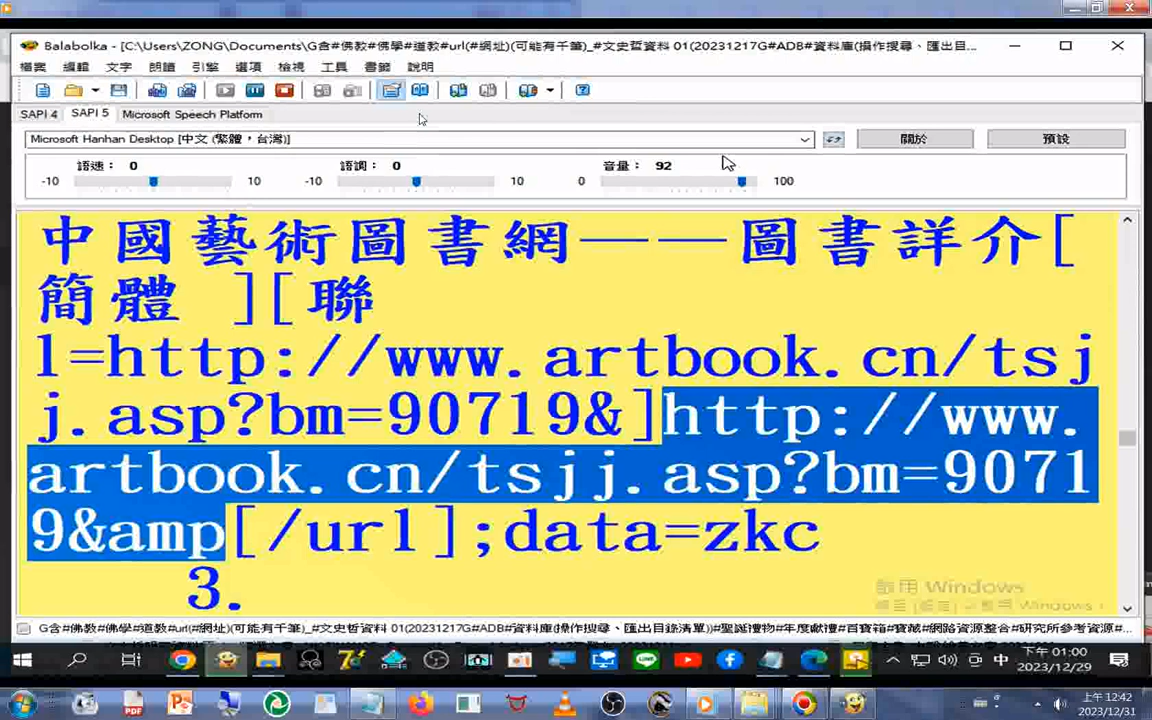 Balabolka - [C:\Users\ZONG\Documents\G含#佛教#佛學#道教#url(#網址)(可能有千筆)_#文史哲資料 01(20231217G#ADB#資料庫(操作搜尋、匯出目...
檔案 編輯 文字 朗讀 引擎 選項 檢視 工具 書籤 說明
SAPI 4 SAPI 5 Microsoft Speech Platform
Microsoft Hanhan Desktop [中文 (繁體，台灣)] 關於 預設
語速： 0 語調： 0 音量： 92
-10 10 -10 10 0 100
中國藝術圖書網——圖書詳介[
簡體 ][聯
l=http://www.artbook.cn/tsj
j.asp?bm=90719&]http://www.
artbook.cn/tsjj.asp?bm=9071
9&amp[/url];data=zkc
3.
啟用 Windows
G含#佛教#佛學#道教#url(#網址)(可能有千筆)_#文史哲資料 01(20231217G#ADB#資料庫(操作搜尋、匯出目錄清單))#聖誕禮物#年度獻禮#百寶箱#寶藏#網路資源整合#研究所參考資源#...
中 下午 01:00
2023/12/29
上午 12:42
2023/12/31